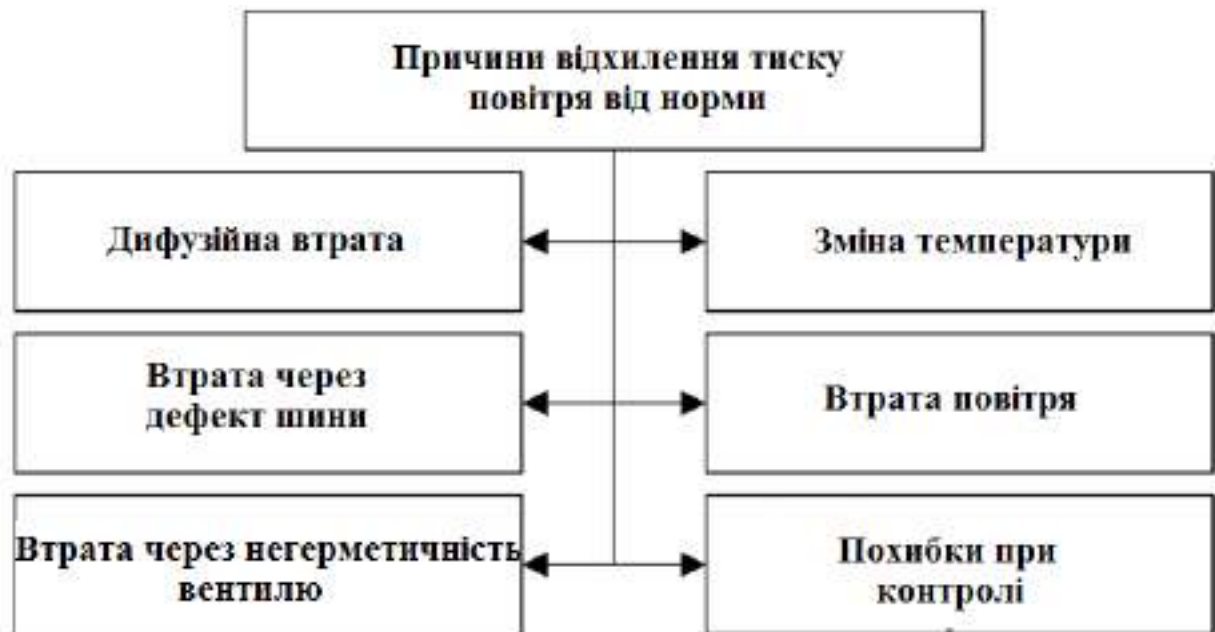 Причини відхилення тиску
повітря від норми
Дифузійна втрата
Зміна температури
Втрата через
дефект шини
Втрата повітря
Втрата через негерметичність
вентилю
Похибки при
контролі